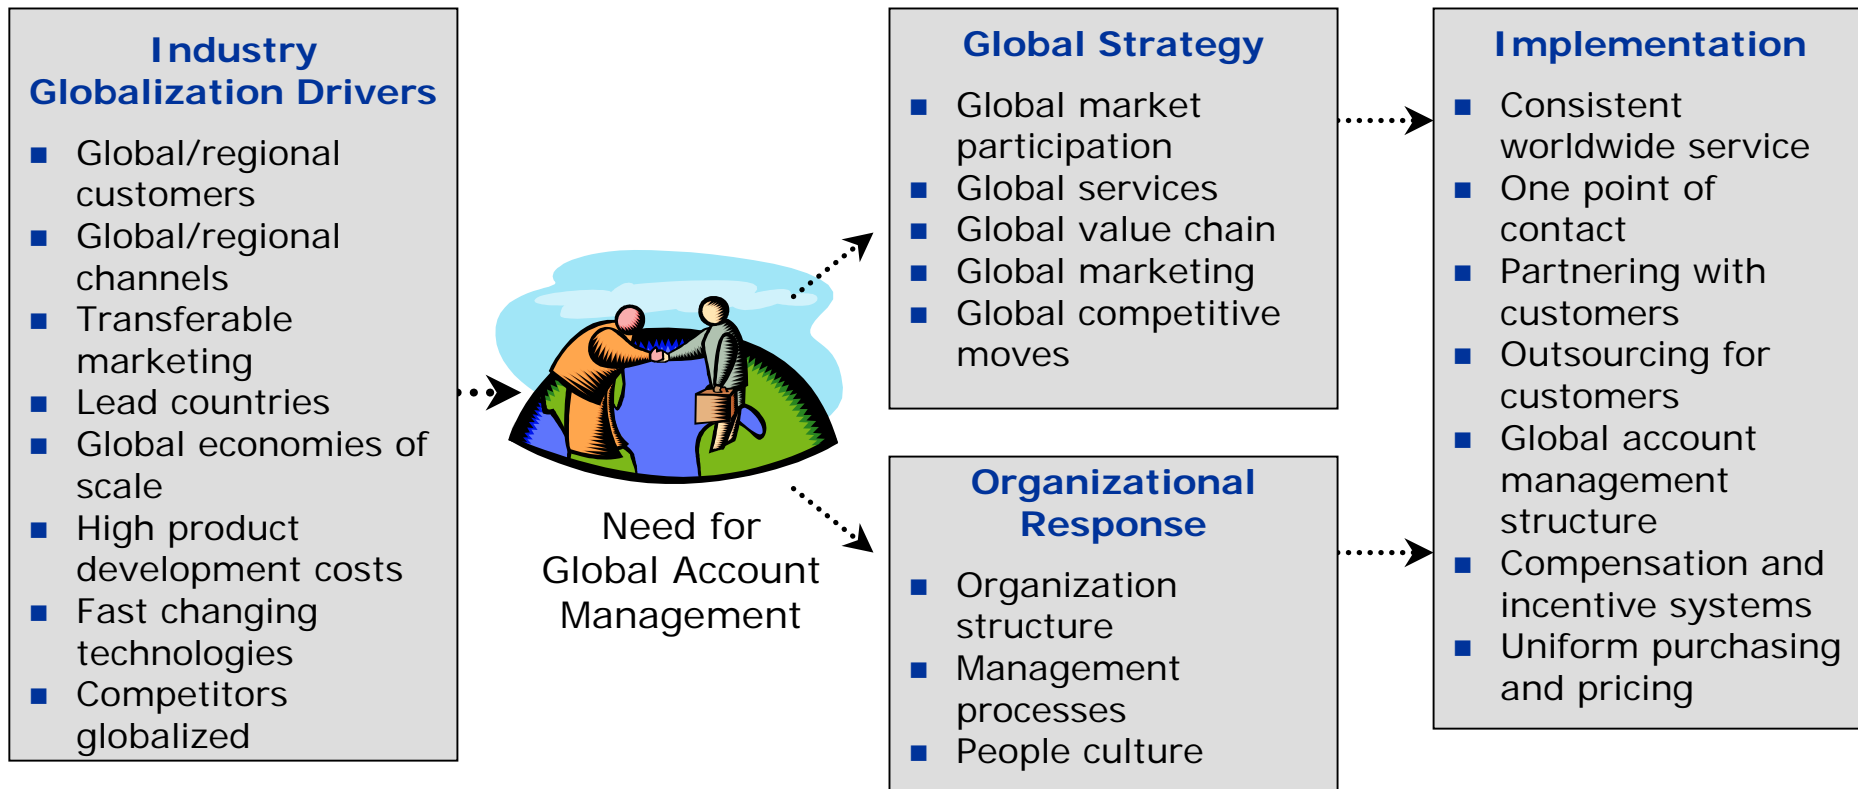 Industry
Globalization Drivers
Global/regional
customers
Global/regional
channels
Transferable
marketing
Lead countries
Global economies of
scale
High product
development costs
Fast changing
technologies
Competitors
globalized
Need for
Global Account
Management
Global Strategy
Global market
participation
Global services
Global value chain
Global marketing
Global competitive
moves
Organizational
Response
Organization
structure
Management
processes
People culture
Implementation
Consistent
worldwide service
One point of
contact
Partnering with
customers
Outsourcing for
customers
Global account
management
structure
Compensation and
incentive systems
Uniform purchasing
and pricing